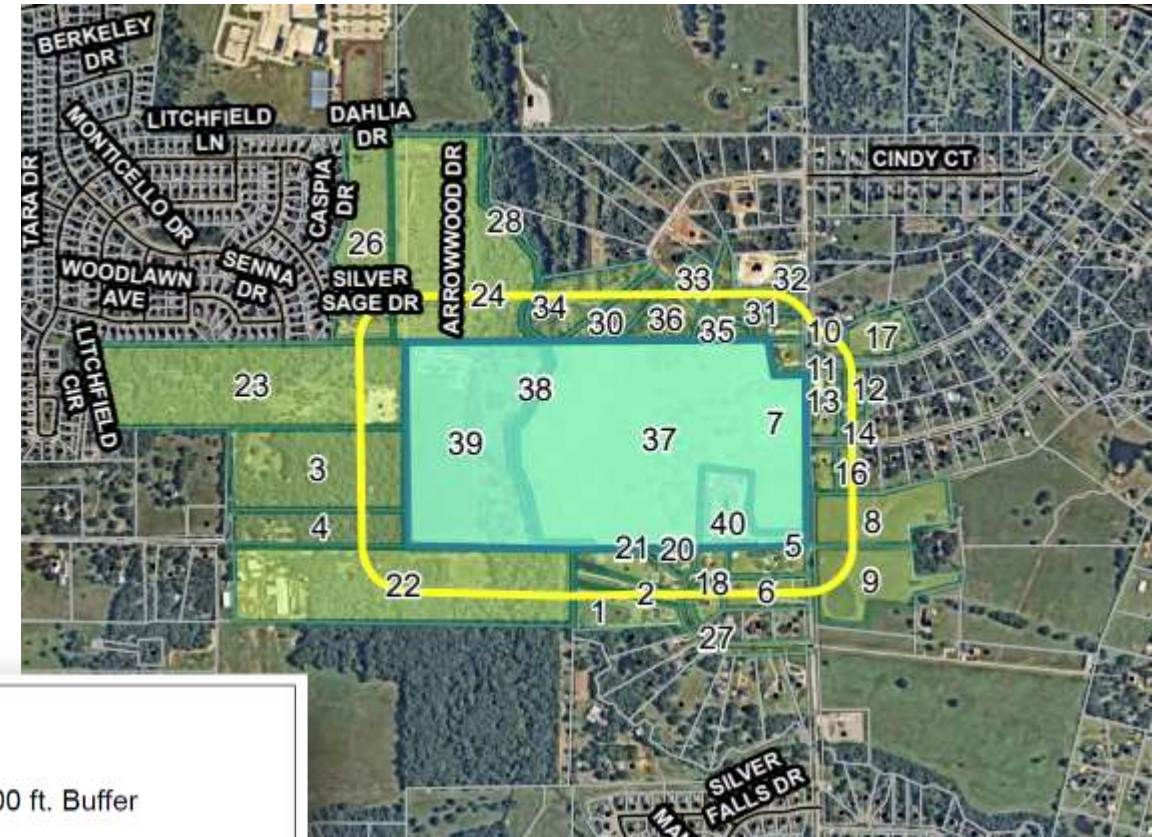 BERKELEY
DR
LITCHFIELD
LN
DAHLIA
DR
MONTICELLO DR
TARA DR
CASPIA
DR
ARROWWOOD DR
CINDY CT
28
26
WOODLAWN
AVE
SENNA
DR
SILVER
SAGE DR
24
33
32
34
30
36
35
31
10
17
LITCHFIELD
CIR
23
38
11
12
13
7
39
37
14
3
16
4
40
8
21
20
5
22
18
2
6
9
1
27
SILVER
FALLS DR
00 ft. Buffer